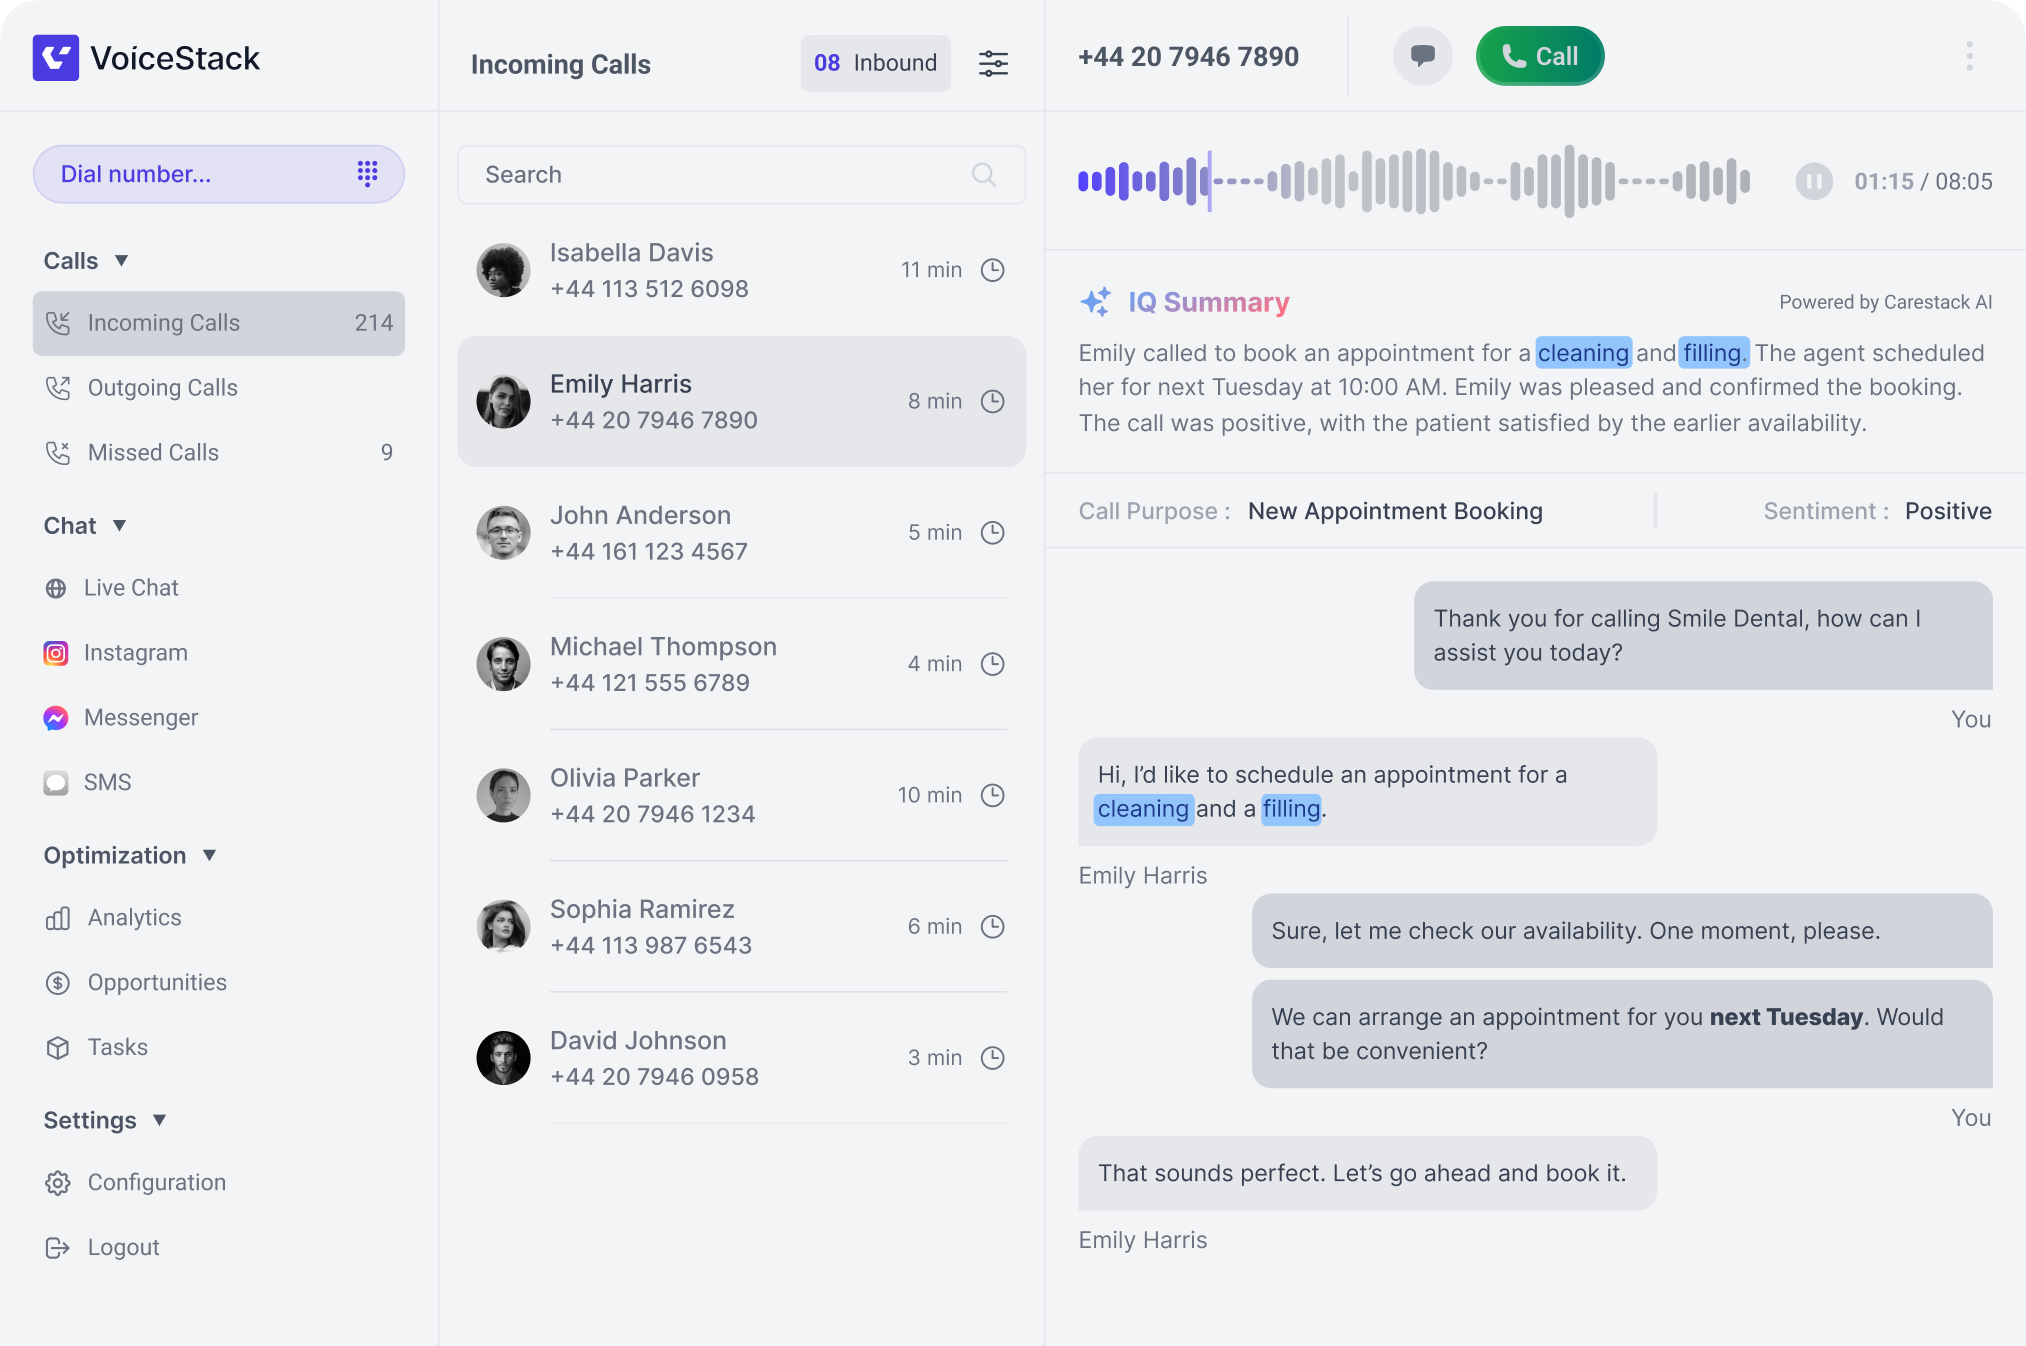 VoiceStack
Dial number...
Calls ▼
Incoming Calls 214
Outgoing Calls
Missed Calls 9
Chat ▼
Live Chat
Instagram
Messenger
SMS
Optimization ▼
Analytics
Opportunities
Tasks
Settings ▼
Configuration
Logout
Incoming Calls
08 Inbound
Search
Isabella Davis
+44 113 512 6098
11 min
Emily Harris
+44 20 7946 7890
8 min
John Anderson
+44 161 123 4567
5 min
Michael Thompson
+44 121 555 6789
4 min
Olivia Parker
+44 20 7946 1234
10 min
Sophia Ramirez
+44 113 987 6543
6 min
David Johnson
+44 20 7946 0958
3 min
+44 20 7946 7890
Call
01:15 / 08:05
IQ Summary
Powered by Carestack AI
Emily called to book an appointment for a cleaning and filling. The agent scheduled
her for next Tuesday at 10:00 AM. Emily was pleased and confirmed the booking.
The call was positive, with the patient satisfied by the earlier availability.
Call Purpose : New Appointment Booking
Sentiment : Positive
Thank you for calling Smile Dental, how can I
assist you today?
You
Hi, I’d like to schedule an appointment for a
cleaning and a filling.
Emily Harris
Sure, let me check our availability. One moment, please.
We can arrange an appointment for you next Tuesday. Would
that be convenient?
You
That sounds perfect. Let’s go ahead and book it.
Emily Harris